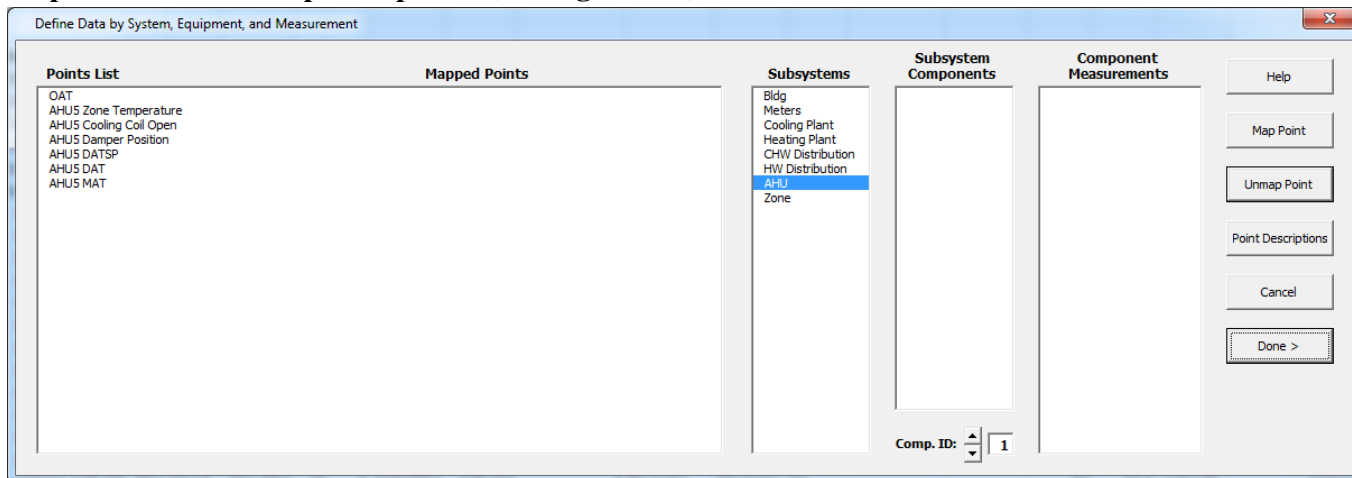 Define Data by System, Equipment, and Measurement
x
Points List
Mapped Points
Subsystems
Subsystem
Components
Component
Measurements
OAT
AHU5 Zone Temperature
AHU5 Cooling Coil Open
AHU5 Damper Position
AHU5 DATSP
AHU5 DAT
AHU5 MAT
Bldg
Meters
Cooling Plant
Heating Plant
CHW Distribution
HW Distribution
AHU
Zone
Comp. ID: 1
Help
Map Point
Unmap Point
Point Descriptions
Cancel
Done >